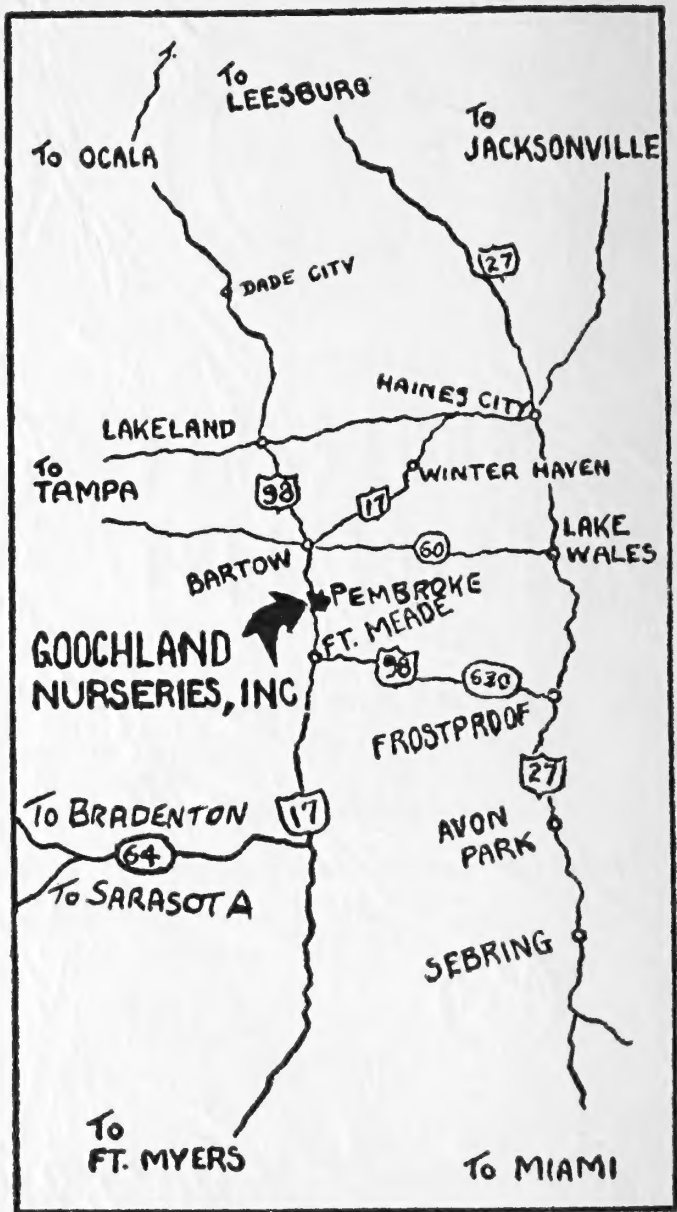 To
LEESBURG
To
JACKSONVILLE
To OCALA
27
DADE CITY
HAINES CITY
LAKELAND
To
TAMPA
98
17
WINTER HAVEN
BARTOW
60
LAKE
WALES
PEMBROKE
FT. MEADE
GOOCHLAND
NURSERIES, INC
98
630
FROSTPROOF
27
To BRADENTON
17
64
AVON
PARK
To SARASOTA
SEBRING
To
FT. MYERS
To MIAMI